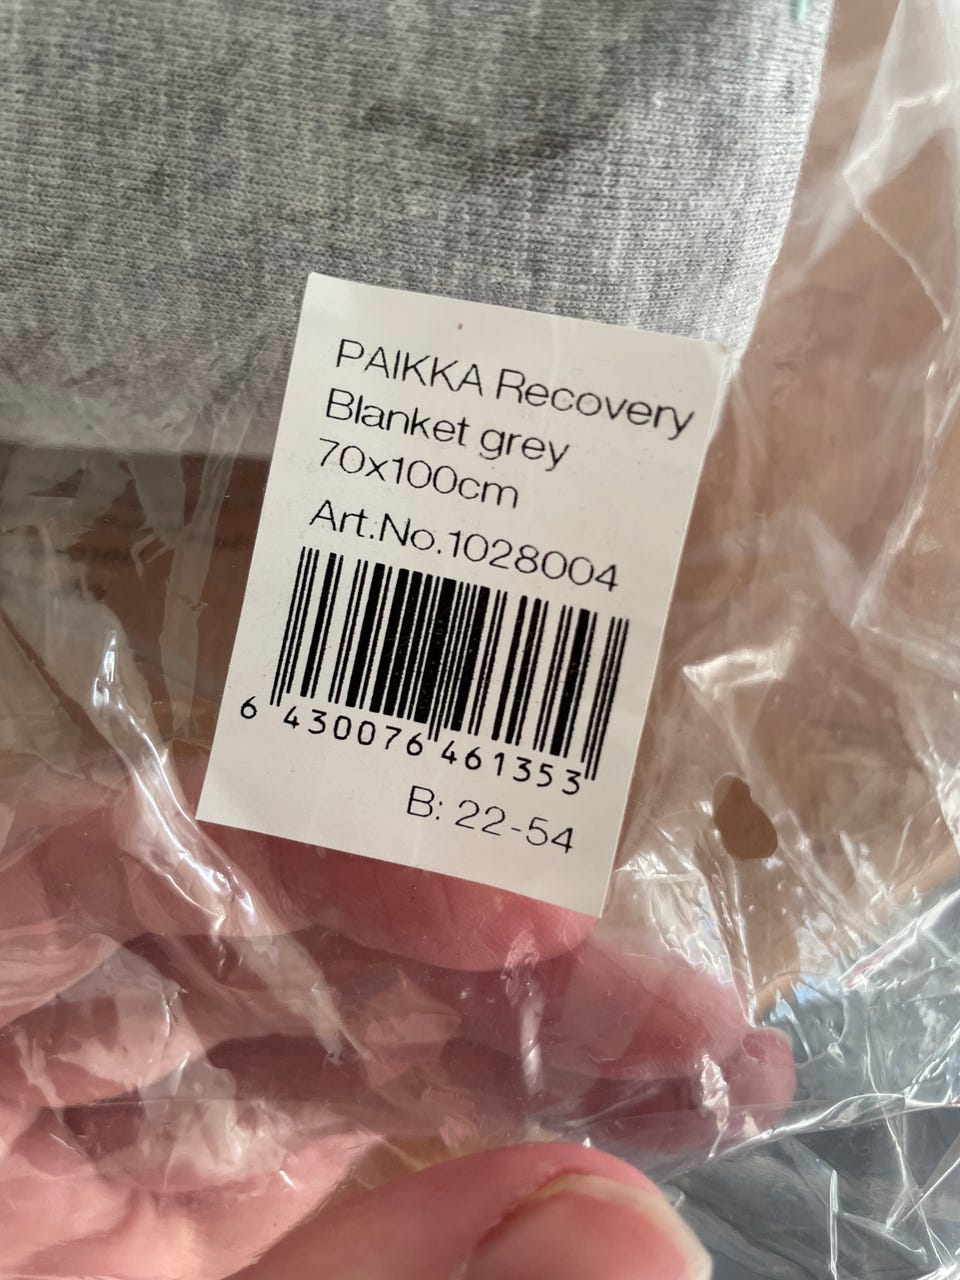 PAIKKA Recovery
Blanket grey
70x100cm
Art.No.1028004
6 430076 461353
B: 22-54